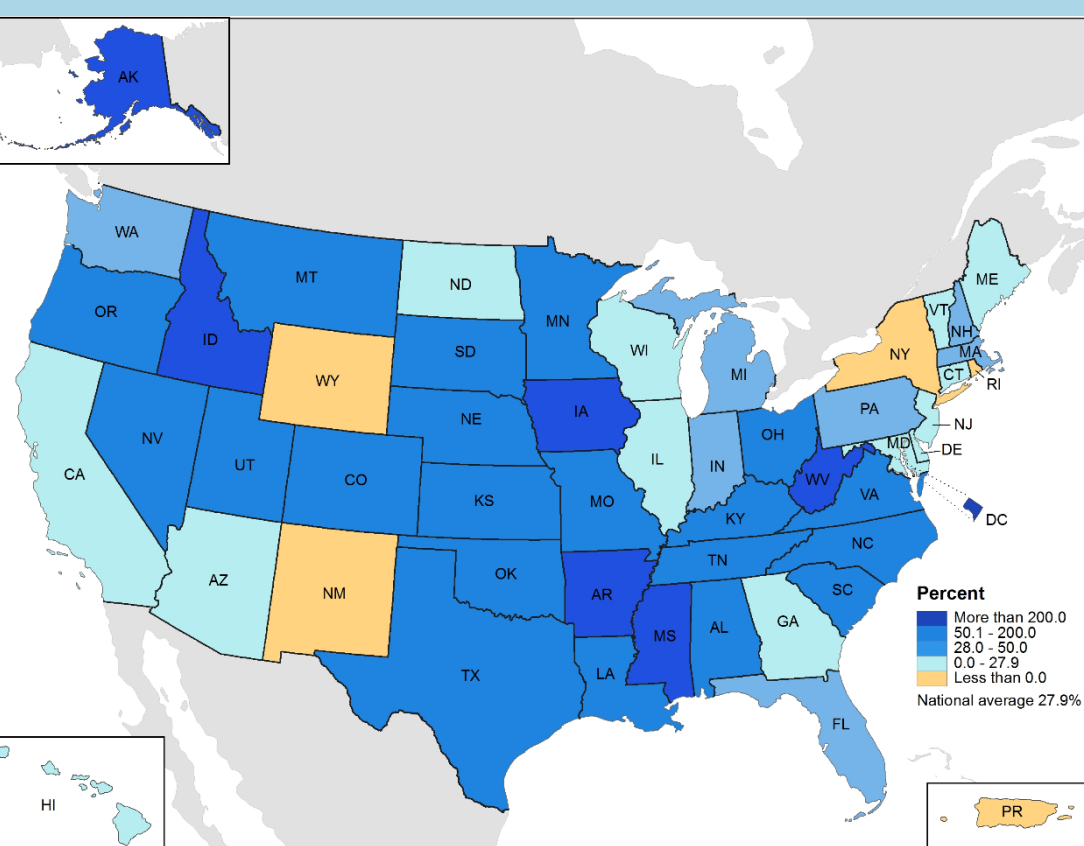 AK
WA
MT
ND
ME
OR
MN
VT
ID
SD
WI
NH
NY
MA
WY
MI
CT
RI
IA
NE
PA
NJ
NV
OH
MD
DE
UT
CO
IL
IN
CA
WV
KS
MO
VA
KY
DC
NC
AZ
OK
TN
NM
AR
SC
MS
AL
GA
TX
LA
FL
HI
PR
Percent
More than 200.0
50.1 - 200.0
28.0 - 50.0
0.0 - 27.9
Less than 0.0
National average 27.9%